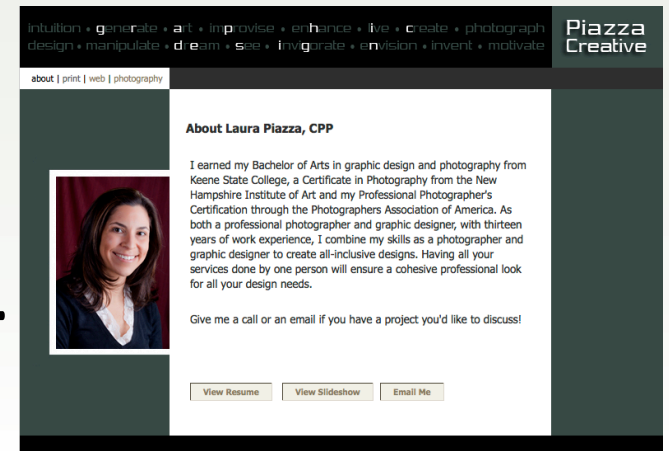 intuition • generate • art • improvise • enhance • live • create • photograph
design • manipulate • dream • see • invigorate • envision • invent • motivate
Piazza
Creative
about | print | web | photography
About Laura Piazza, CPP
I earned my Bachelor of Arts in graphic design and photography from
Keene State College, a Certificate in Photography from the New
Hampshire Institute of Art and my Professional Photographer's
Certification through the Photographers Association of America. As
both a professional photographer and graphic designer, with thirteen
years of work experience, I combine my skills as a photographer and
graphic designer to create all-inclusive designs. Having all your
services done by one person will ensure a cohesive professional look
for all your design needs.
Give me a call or an email if you have a project you'd like to discuss!
View Resume
View Slideshow
Email Me